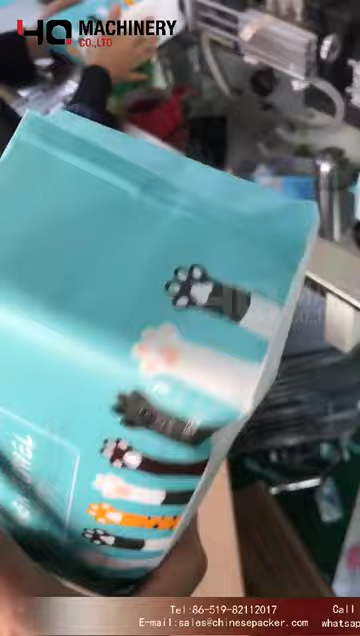 HQ MACHINERY
CO.,LTD
Tel:86-519-82112017
Call
E-mail:sales@chinesepacker.com
whatsap